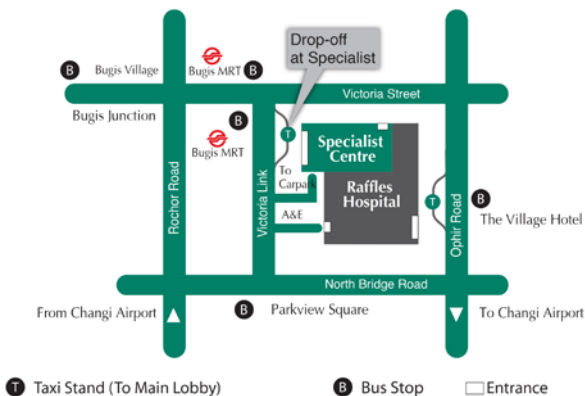 Drop-off
at Specialist
B
Bugis Village
Bugis MRT
B
Victoria Street
Bugis Junction
B
Bugis MRT
T
Specialist
Centre
To
Carpark
Raffles
Hospital
A&E
Rochor Road
Victoria Link
Ophir Road
T
B
The Village Hotel
North Bridge Road
From Changi Airport
B
Parkview Square
To Changi Airport
T Taxi Stand (To Main Lobby)
B Bus Stop
Entrance